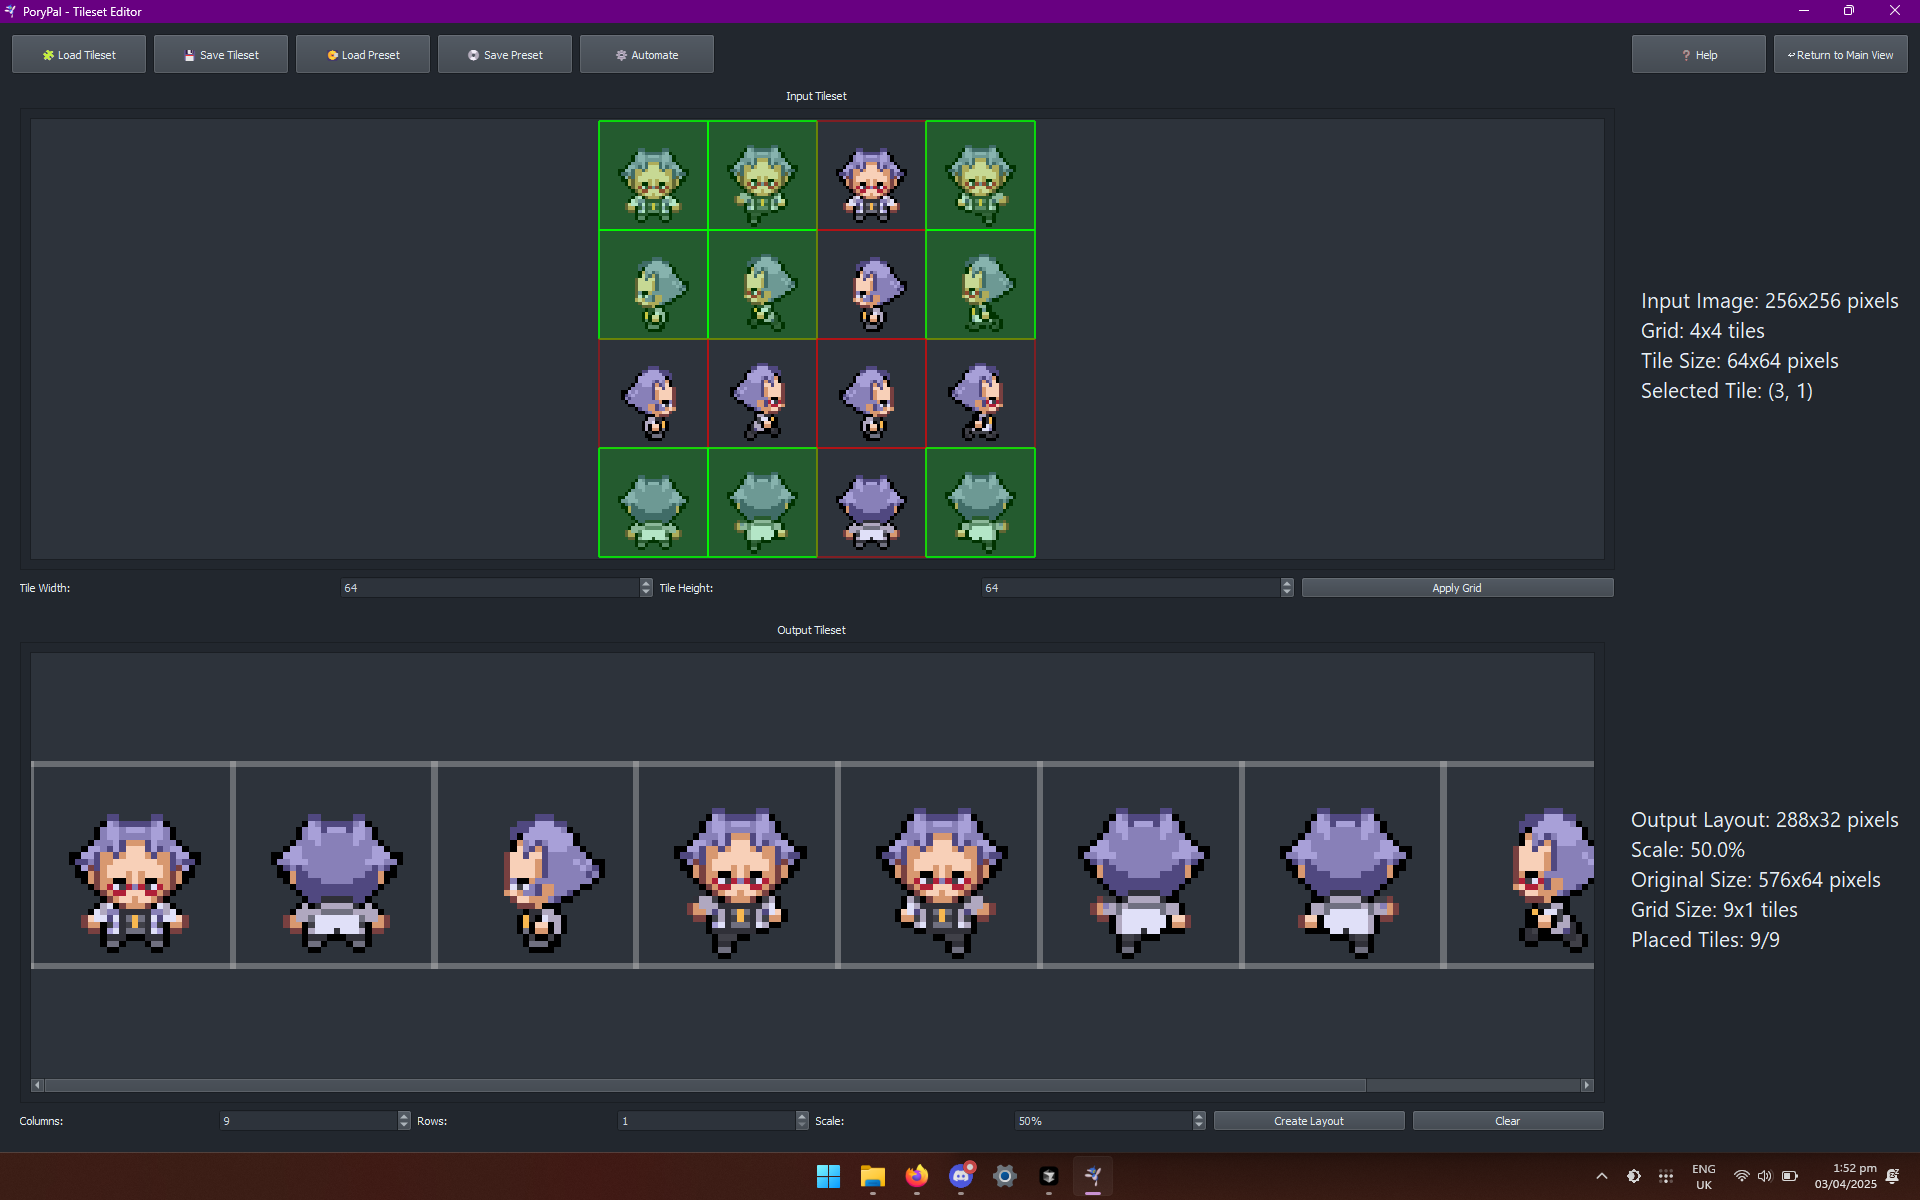 PoryPal - Tileset Editor
Load Tileset
Save Tileset
Load Preset
Save Preset
Automate
? Help
Return to Main View
Input Tileset
Input Image: 256x256 pixels
Grid: 4x4 tiles
Tile Size: 64x64 pixels
Selected Tile: (3, 1)
Tile Width:
64
Tile Height:
64
Apply Grid
Output Tileset
Output Layout: 288x32 pixels
Scale: 50.0%
Original Size: 576x64 pixels
Grid Size: 9x1 tiles
Placed Tiles: 9/9
Columns:
9
Rows:
1
Scale:
50%
Create Layout
Clear
ENG
UK
1:52 pm
03/04/2025